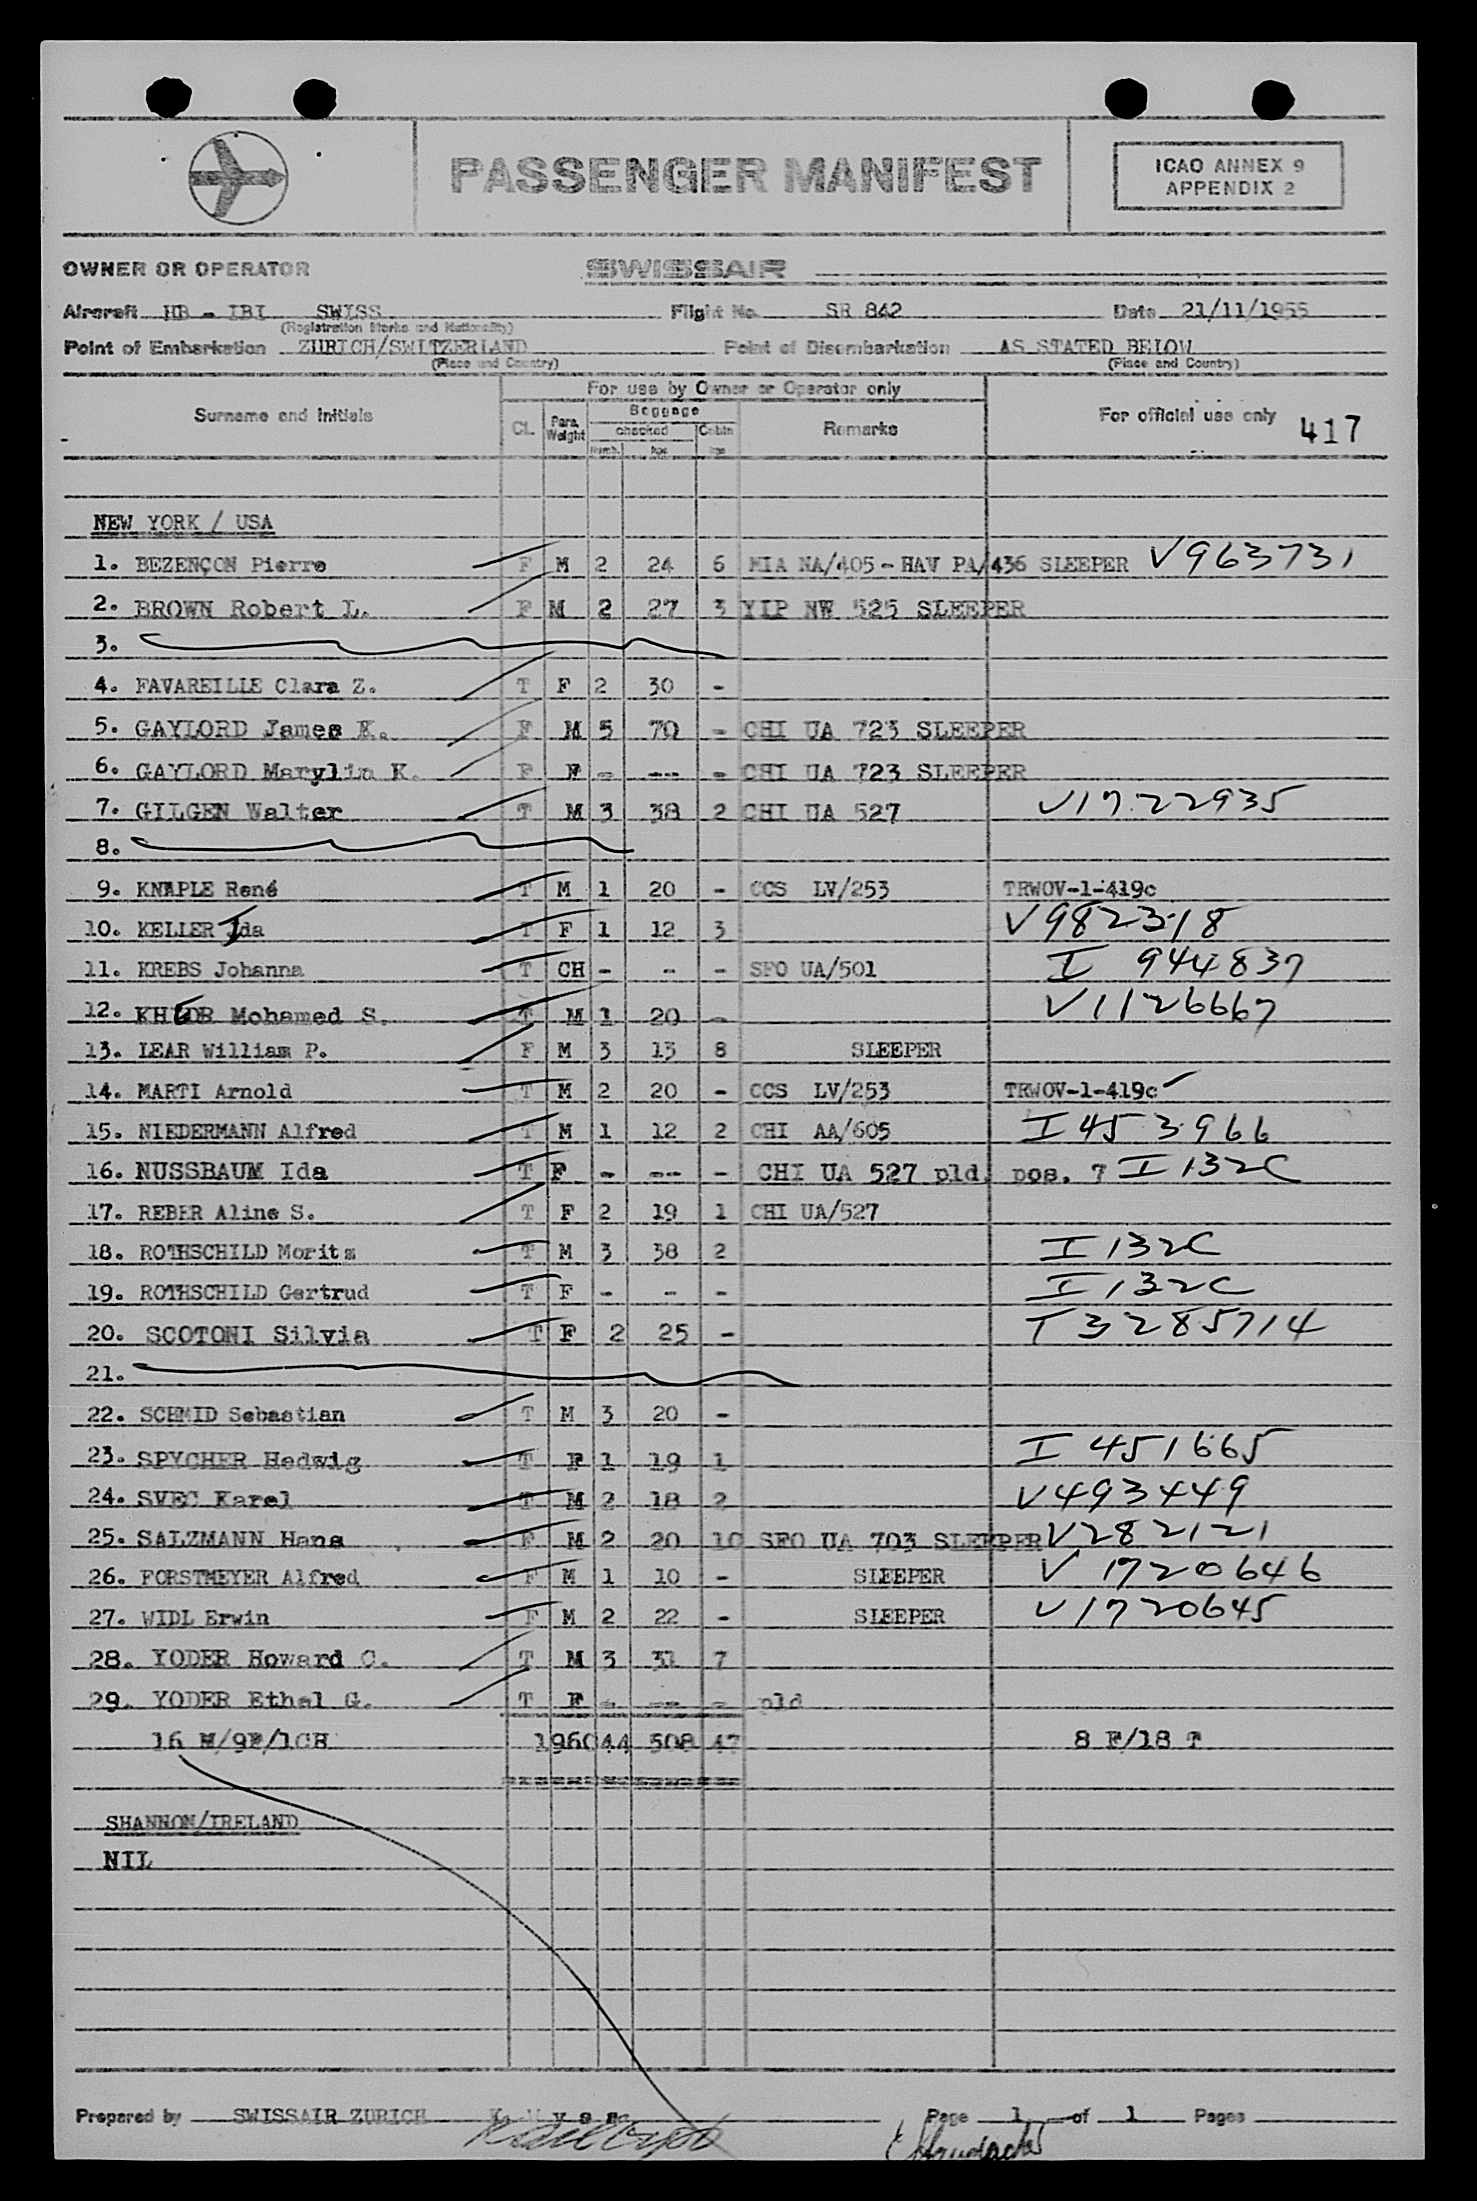 PASSENGER MANIFEST
ICAO ANNEX 9
APPENDIX 2
OWNER OR OPERATOR SWISSAIR
Aircraft HB - IBI SWISS Flight No. SR 842 Date 21/11/1955
(Registration Marks and Nationality)
Point of Embarkation ZURICH/SWITZERLAND Point of Disembarkation AS STATED BELOW
(Place and Country) (Place and Country)
For use by Owner or Operator only
Surname and initials CL. Pass. Weight Baggage checked Numb. kgs Cabin kgs Remarks For official use only 417
NEW YORK / USA
1. BEZENÇON Pierre F M 2 24 6 MIA NA/405 - HAV PA/436 SLEEPER V963731
2. BROWN Robert L. F M 2 27 3 YIP NW 525 SLEEPER
3.
4. FAVAREILLE Clara Z. T F 2 30 -
5. GAYLORD James K. F M 5 70 - CHI UA 723 SLEEPER
6. GAYLORD Marylin K. F F - --- - CHI UA 723 SLEEPER
7. GILGEN Walter T M 3 38 2 CHI UA 527 V1722935
8.
9. KNAPLE René T M 1 20 - CCS LV/253 TRWOV-1-419c
10. KELLER Ida T F 1 12 3 V982318
11. KREBS Johanna T CH - - - SFO UA/501 I 944837
12. Mohamed S. T M 1 20 - V1126667
13. LEAR William P. F M 3 13 8 SLEEPER
14. MARTI Arnold T M 2 20 - CCS LV/253 TRWOV-1-419c
15. NIEDERMANN Alfred T M 1 12 2 CHI AA/605 I 453966
16. NUSSBAUM Ida T F - --- - CHI UA 527 pld. pos. 7 I 132C
17. REBER Aline S. T F 2 19 1 CHI UA/527
18. ROTHSCHILD Moritz T M 3 38 2 I 132C
19. ROTHSCHILD Gertrud T F - - - I 132C
20. SCOTONI Silvia T F 2 25 - T 3285714
21.
22. SCHMID Sebastian T M 3 20 -
23. SPYCHER Hedwig T F 1 19 1 I 451665
24. SVEC Karel T M 2 18 2 V493449
25. SALZMANN Hans F M 2 20 10 SFO UA 703 SLEEPER V282121
26. FORSTMEYER Alfred F M 1 10 - SLEEPER V 1720646
27. WIDL Erwin F M 2 22 - SLEEPER V1720645
28. YODER Howard C. T M 3 31 7
29. YODER Ethel G. T F - --- - pld
16 M/9F/1CH 1960 44 508 47 8 F/18 T
SHANNON/IRELAND
NIL
Prepared by SWISSAIR ZURICH Page 1 of 1 Pages